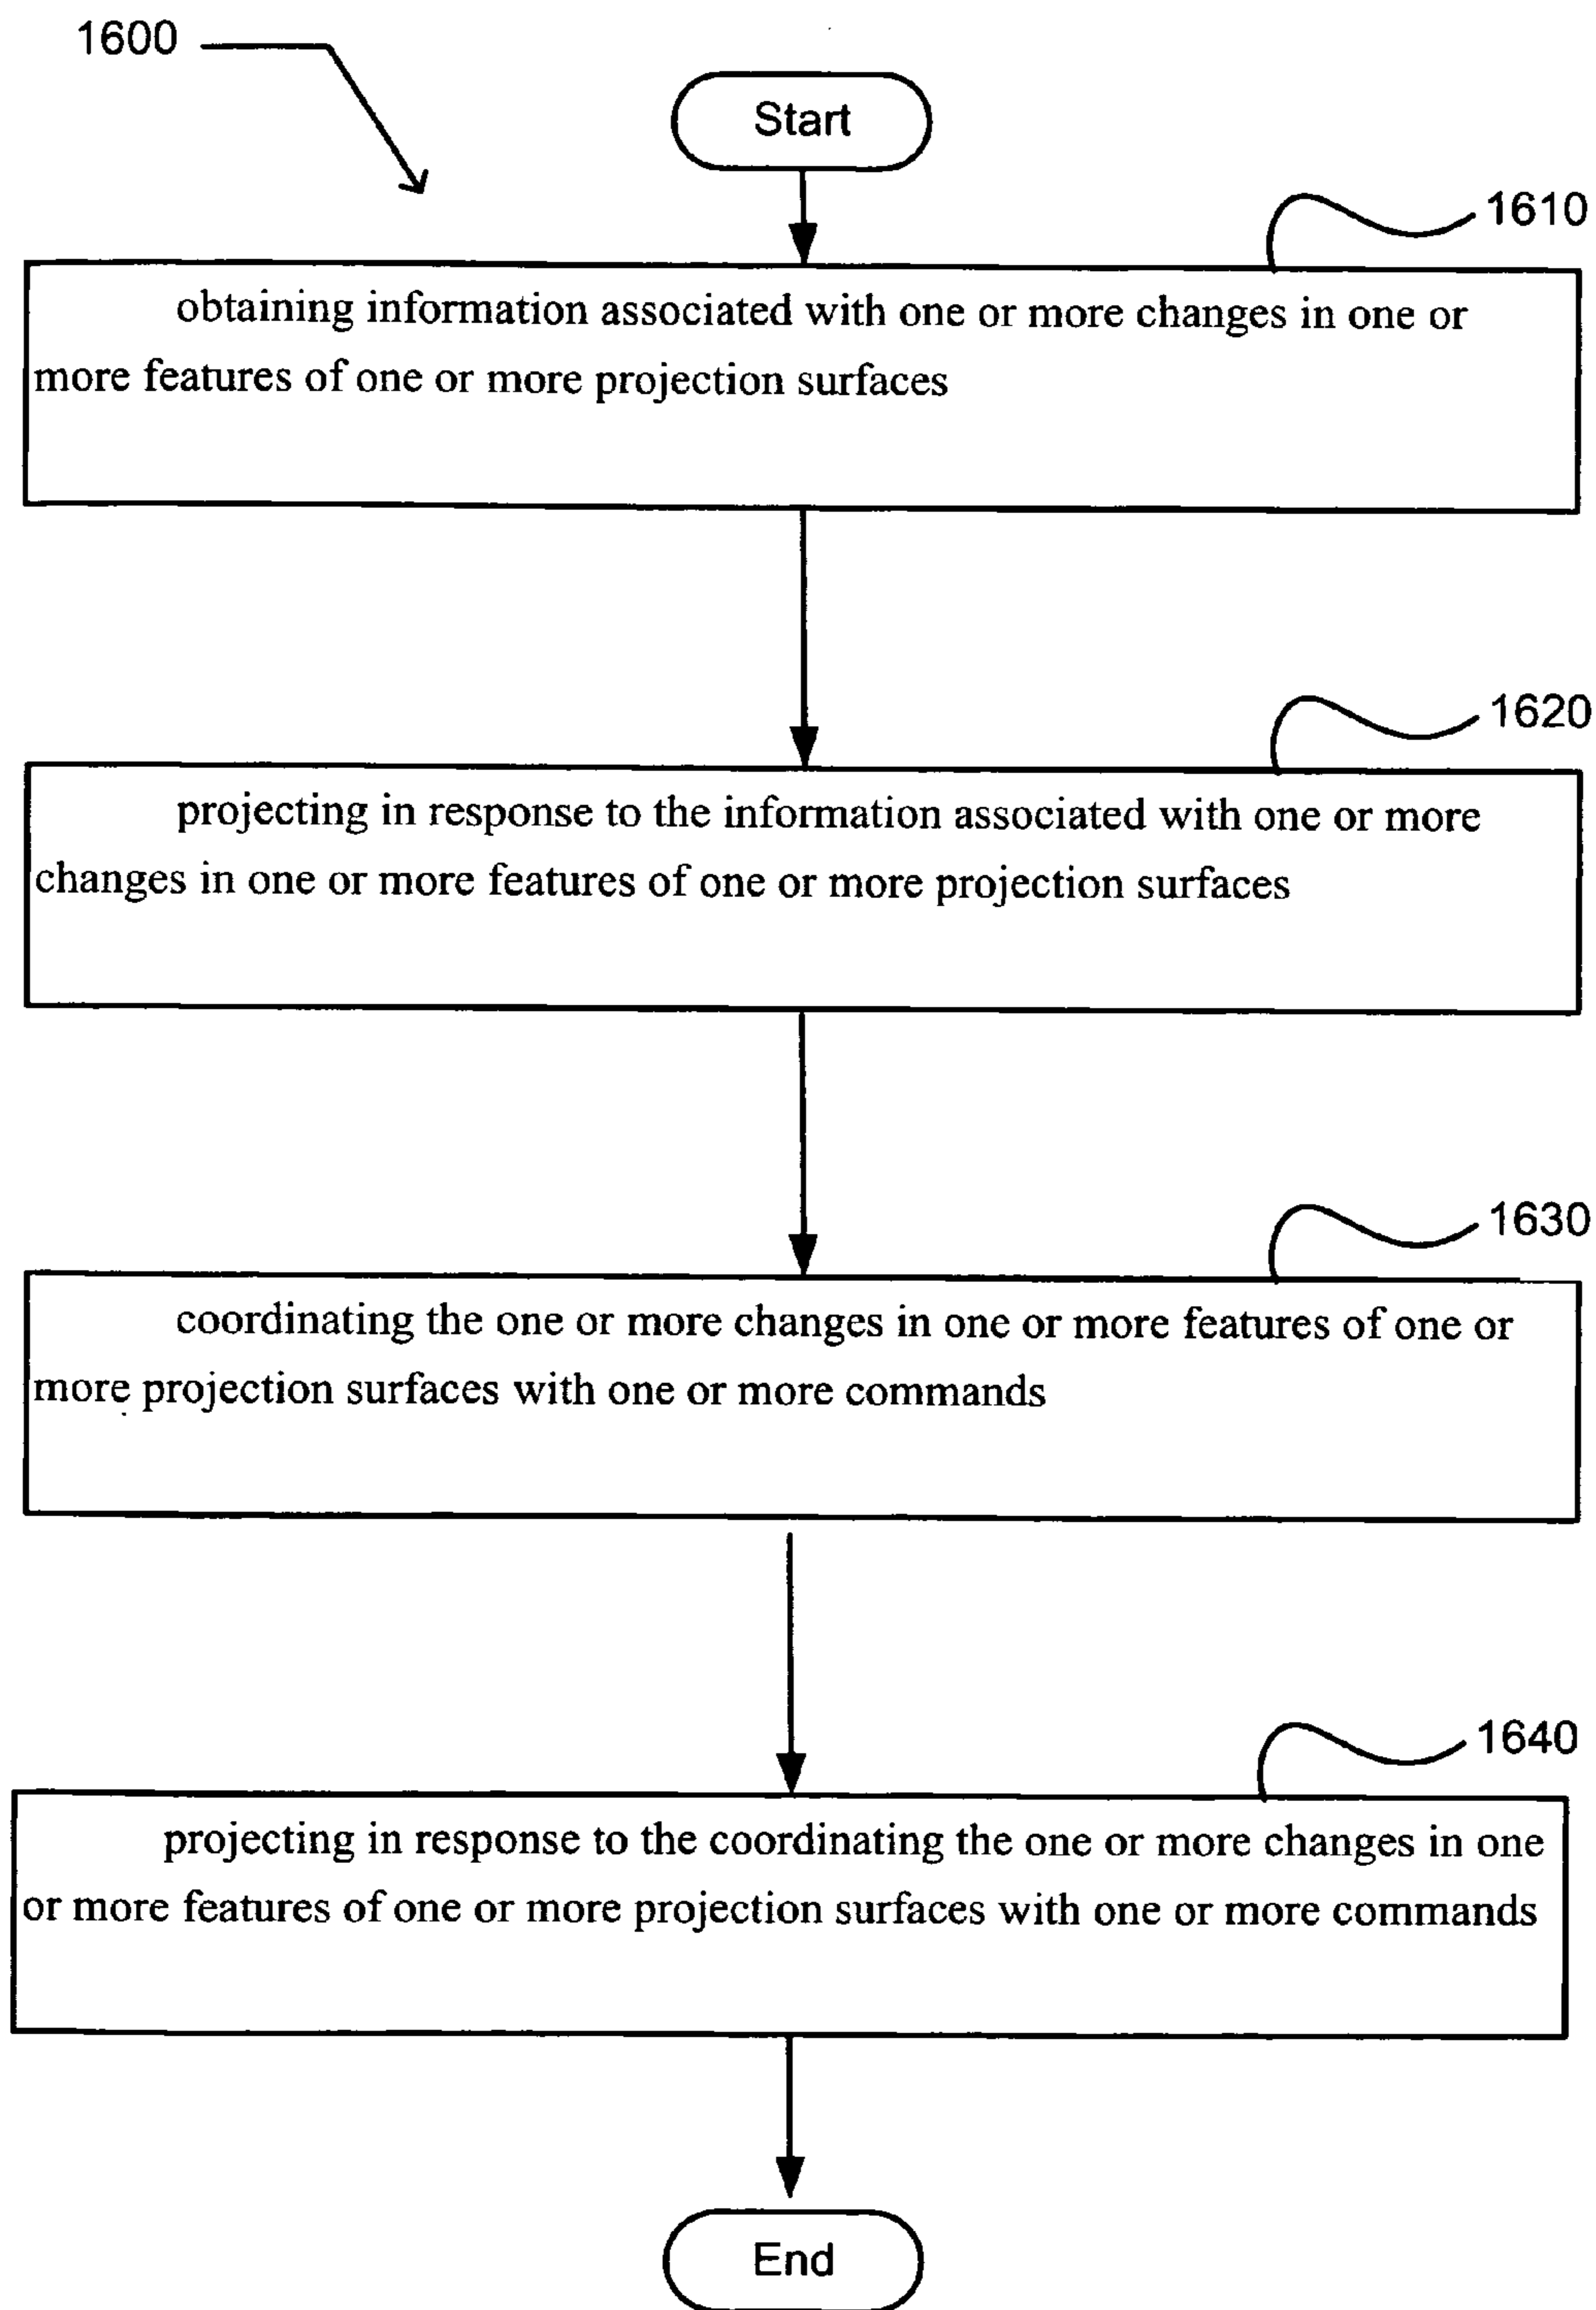 1600
Start
1610
obtaining information associated with one or more changes in one or
more features of one or more projection surfaces
1620
projecting in response to the information associated with one or more
changes in one or more features of one or more projection surfaces
1630
coordinating the one or more changes in one or more features of one or
more projection surfaces with one or more commands
1640
projecting in response to the coordinating the one or more changes in one
or more features of one or more projection surfaces with one or more commands
End